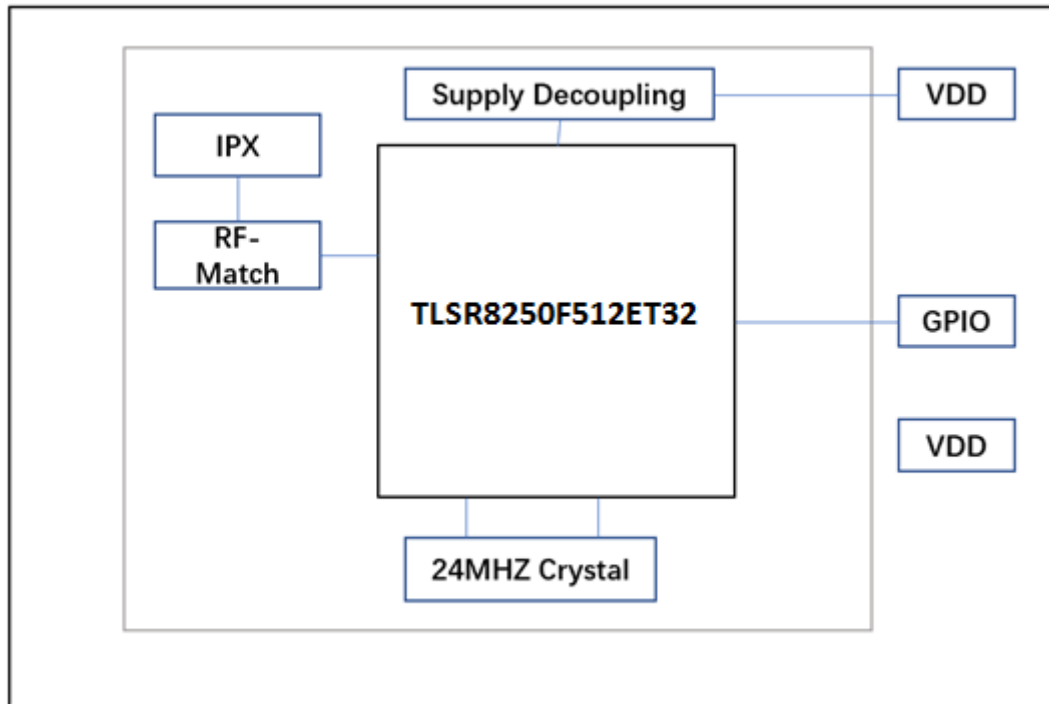 Supply Decoupling
VDD
IPX
RF-
Match
TLSR8250F512ET32
GPIO
VDD
24MHZ Crystal